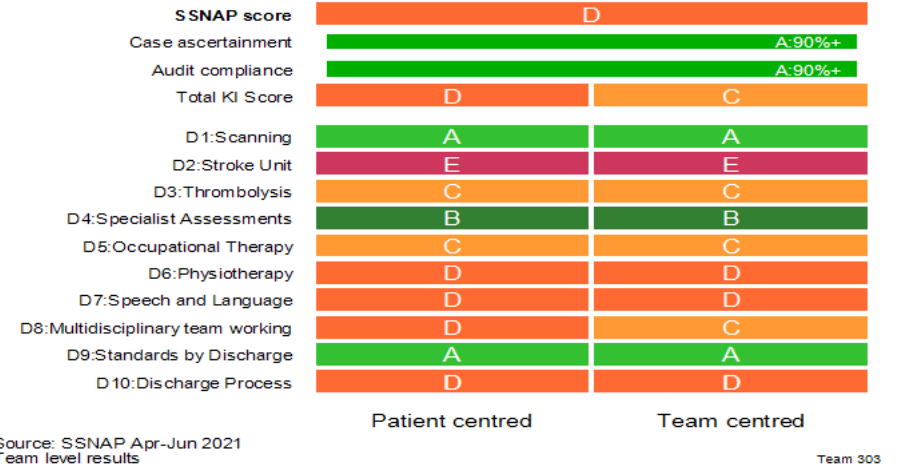 SSNAP score D
Case ascertainment A:90%+
Audit compliance A:90%+
Total KI Score D C
D1:Scanning A A
D2:Stroke Unit E E
D3:Thrombolysis C C
D4:Specialist Assessments B B
D5:Occupational Therapy C C
D6:Physiotherapy D D
D7:Speech and Language D D
D8:Multidisciplinary team working D C
D9:Standards by Discharge A A
D10:Discharge Process D D
Patient centred Team centred
Source: SSNAP Apr-Jun 2021
Team level results Team 303